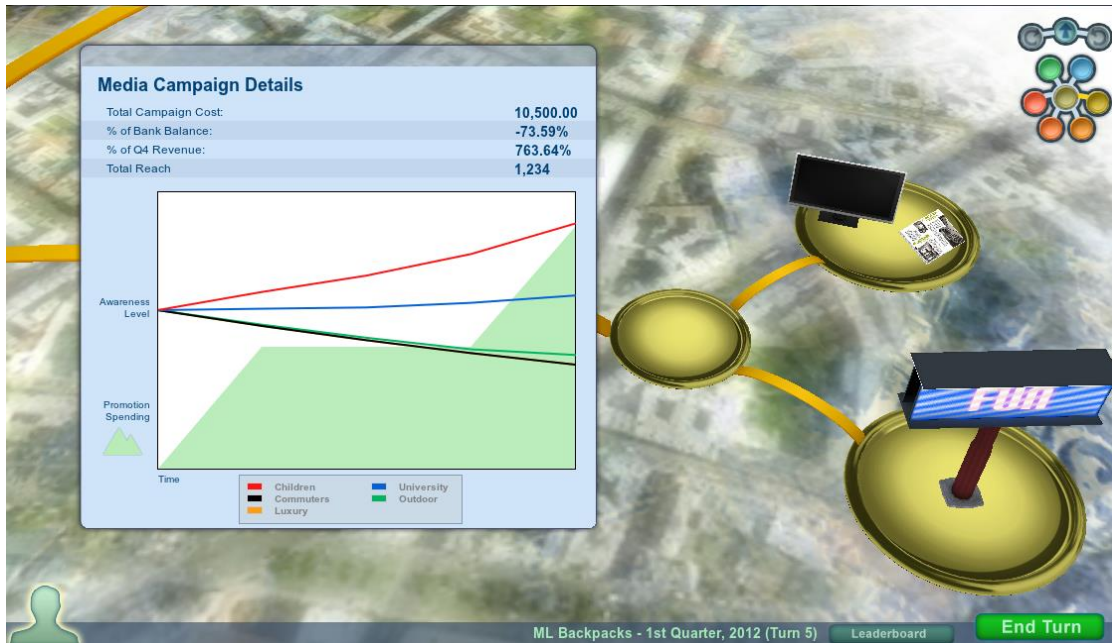 Media Campaign Details
Total Campaign Cost: 10,500.00
% of Bank Balance: -73.59%
% of Q4 Revenue: 763.64%
Total Reach 1,234
Awareness
Level
Promotion
Spending
Time
Children University
Commuters Outdoor
Luxury
FUN
ML Backpacks - 1st Quarter, 2012 (Turn 5)
Leaderboard
End Turn